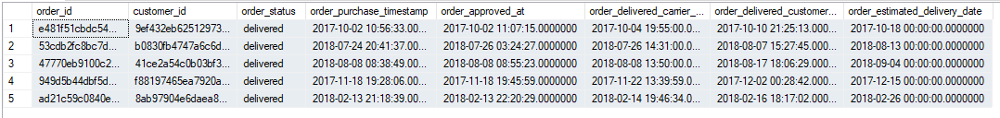 order_id customer_id order_status order_purchase_timestamp order_approved_at order_delivered_carrier_... order_delivered_customer... order_estimated_delivery_date
1 e481f51cbdc54... 9ef432eb62512973... delivered 2017-10-02 10:56:33.00... 2017-10-02 11:07:15.0000000 2017-10-04 19:55:00.00... 2017-10-10 21:25:13.000... 2017-10-18 00:00:00.0000000
2 53cdb2fc8bc7d... b0830fb4747a6c6d... delivered 2018-07-24 20:41:37.00... 2018-07-26 03:24:27.0000000 2018-07-26 14:31:00.00... 2018-08-07 15:27:45.000... 2018-08-13 00:00:00.0000000
3 47770eb9100c2... 41ce2a54c0b03bf3... delivered 2018-08-08 08:38:49.00... 2018-08-08 08:55:23.0000000 2018-08-08 13:50:00.00... 2018-08-17 18:06:29.000... 2018-09-04 00:00:00.0000000
4 949d5b44dbf5d... f88197465ea7920a... delivered 2017-11-18 19:28:06.00... 2017-11-18 19:45:59.0000000 2017-11-22 13:39:59.00... 2017-12-02 00:28:42.000... 2017-12-15 00:00:00.0000000
5 ad21c59c0840e... 8ab97904e6daea8... delivered 2018-02-13 21:18:39.00... 2018-02-13 22:20:29.0000000 2018-02-14 19:46:34.00... 2018-02-16 18:17:02.000... 2018-02-26 00:00:00.0000000